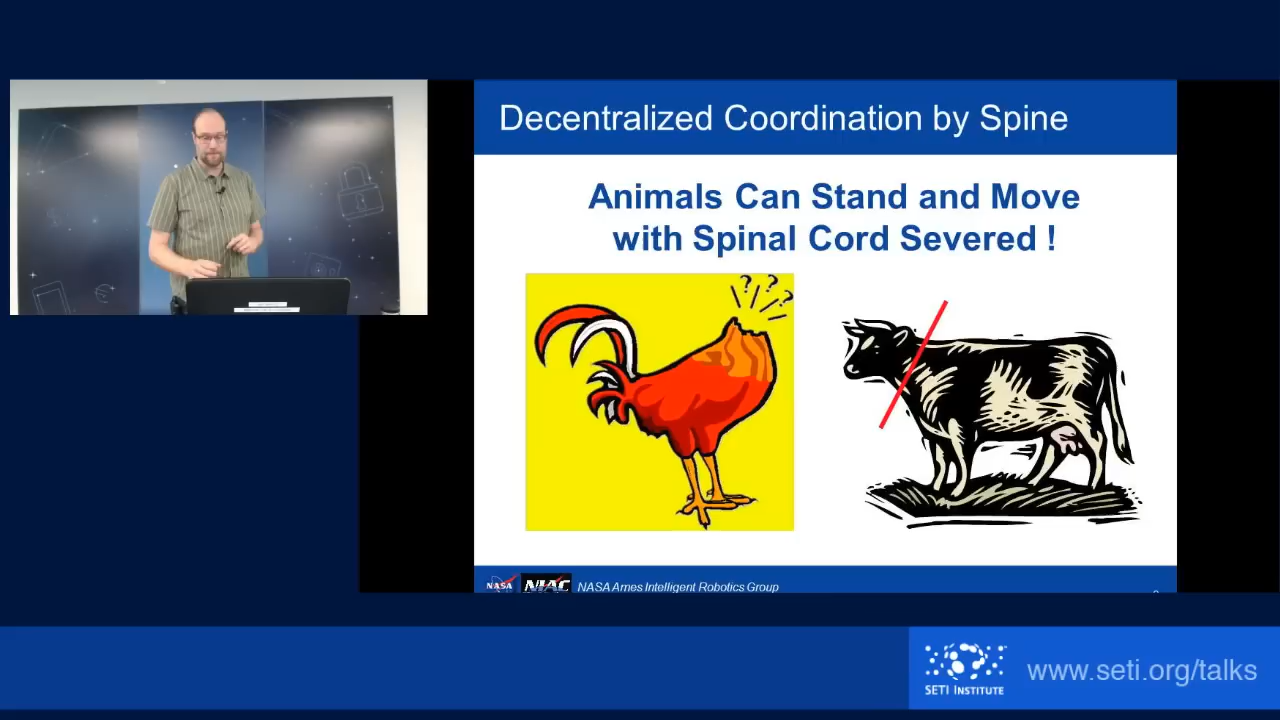 Decentralized Coordination by Spine
Animals Can Stand and Move
with Spinal Cord Severed !
? ? ?
NASA
NIAC
NASA Ames Intelligent Robotics Group
SETI INSTITUTE
www.seti.org/talks